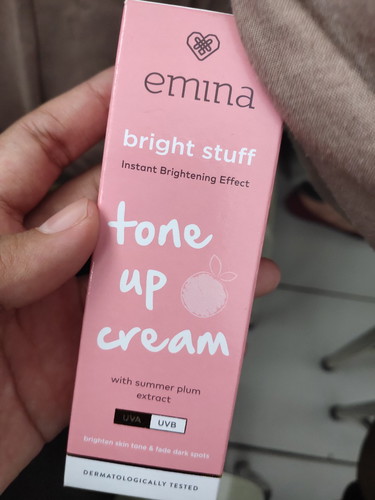 emina
bright stuff
Instant Brightening Effect
tone
up
cream
with summer plum
extract
UVA UVB
brighten skin tone & fade dark spots
DERMATOLOGICALLY TESTED